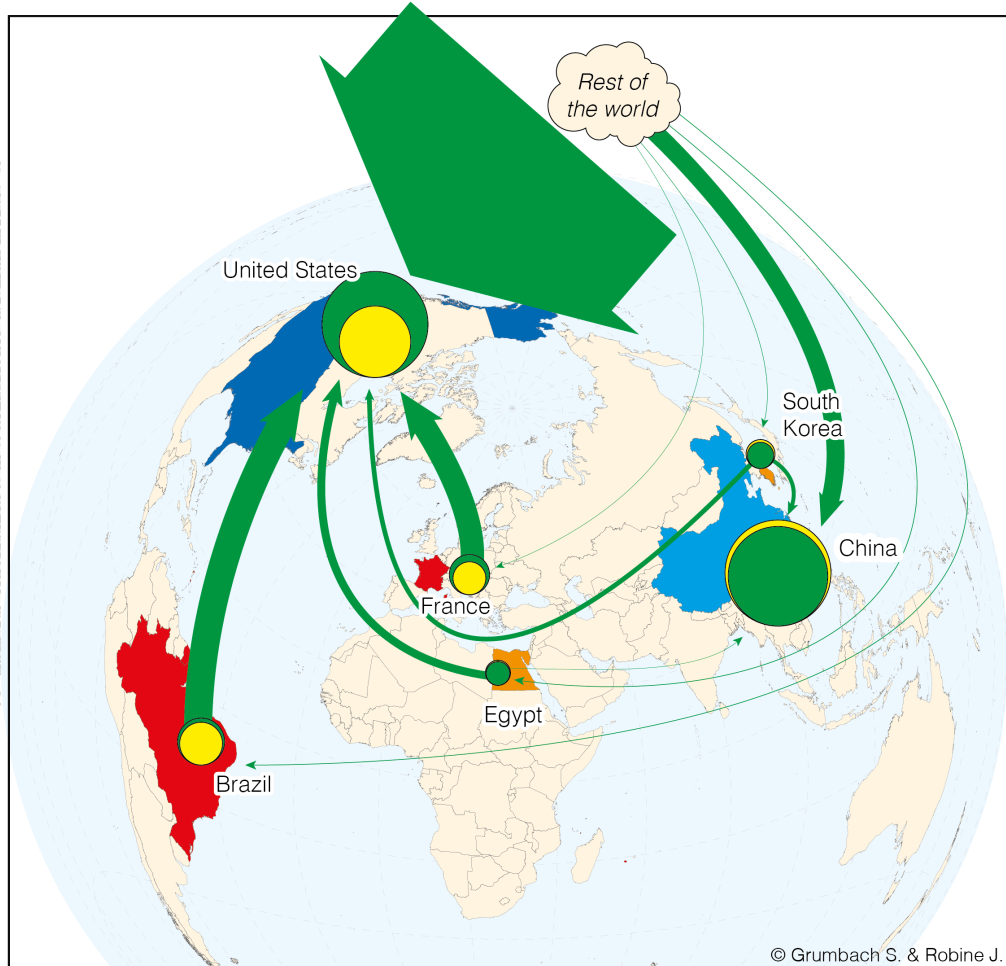 Rest of
the world
United States
South
Korea
China
France
Egypt
Brazil
© Grumbach S. & Robine J.